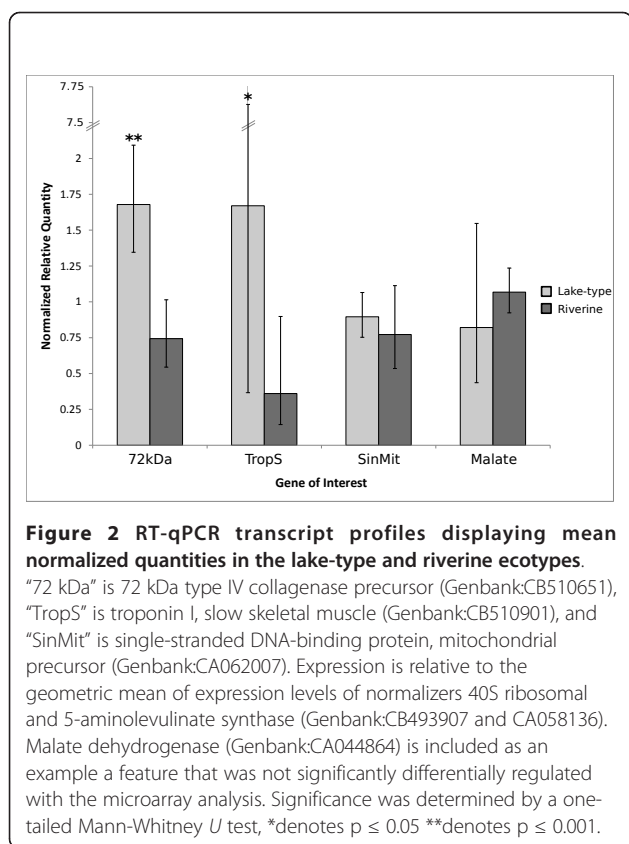 7.75
7.5
2
1.75
1.5
1.25
1
0.75
0.5
0.25
0
Normalized Relative Quantity
**
*
Lake-type
Riverine
72kDa TropS SinMit Malate
Gene of Interest
Figure 2 RT-qPCR transcript profiles displaying mean
normalized quantities in the lake-type and riverine ecotypes.
"72 kDa" is 72 kDa type IV collagenase precursor (Genbank:CB510651),
"TropS" is troponin I, slow skeletal muscle (Genbank:CB510901), and
"SinMit" is single-stranded DNA-binding protein, mitochondrial
precursor (Genbank:CA062007). Expression is relative to the
geometric mean of expression levels of normalizers 40S ribosomal
and 5-aminolevulinate synthase (Genbank:CB493907 and CA058136).
Malate dehydrogenase (Genbank:CA044864) is included as an
example a feature that was not significantly differentially regulated
with the microarray analysis. Significance was determined by a one-
tailed Mann-Whitney U test, *denotes p ≤ 0.05 **denotes p ≤ 0.001.